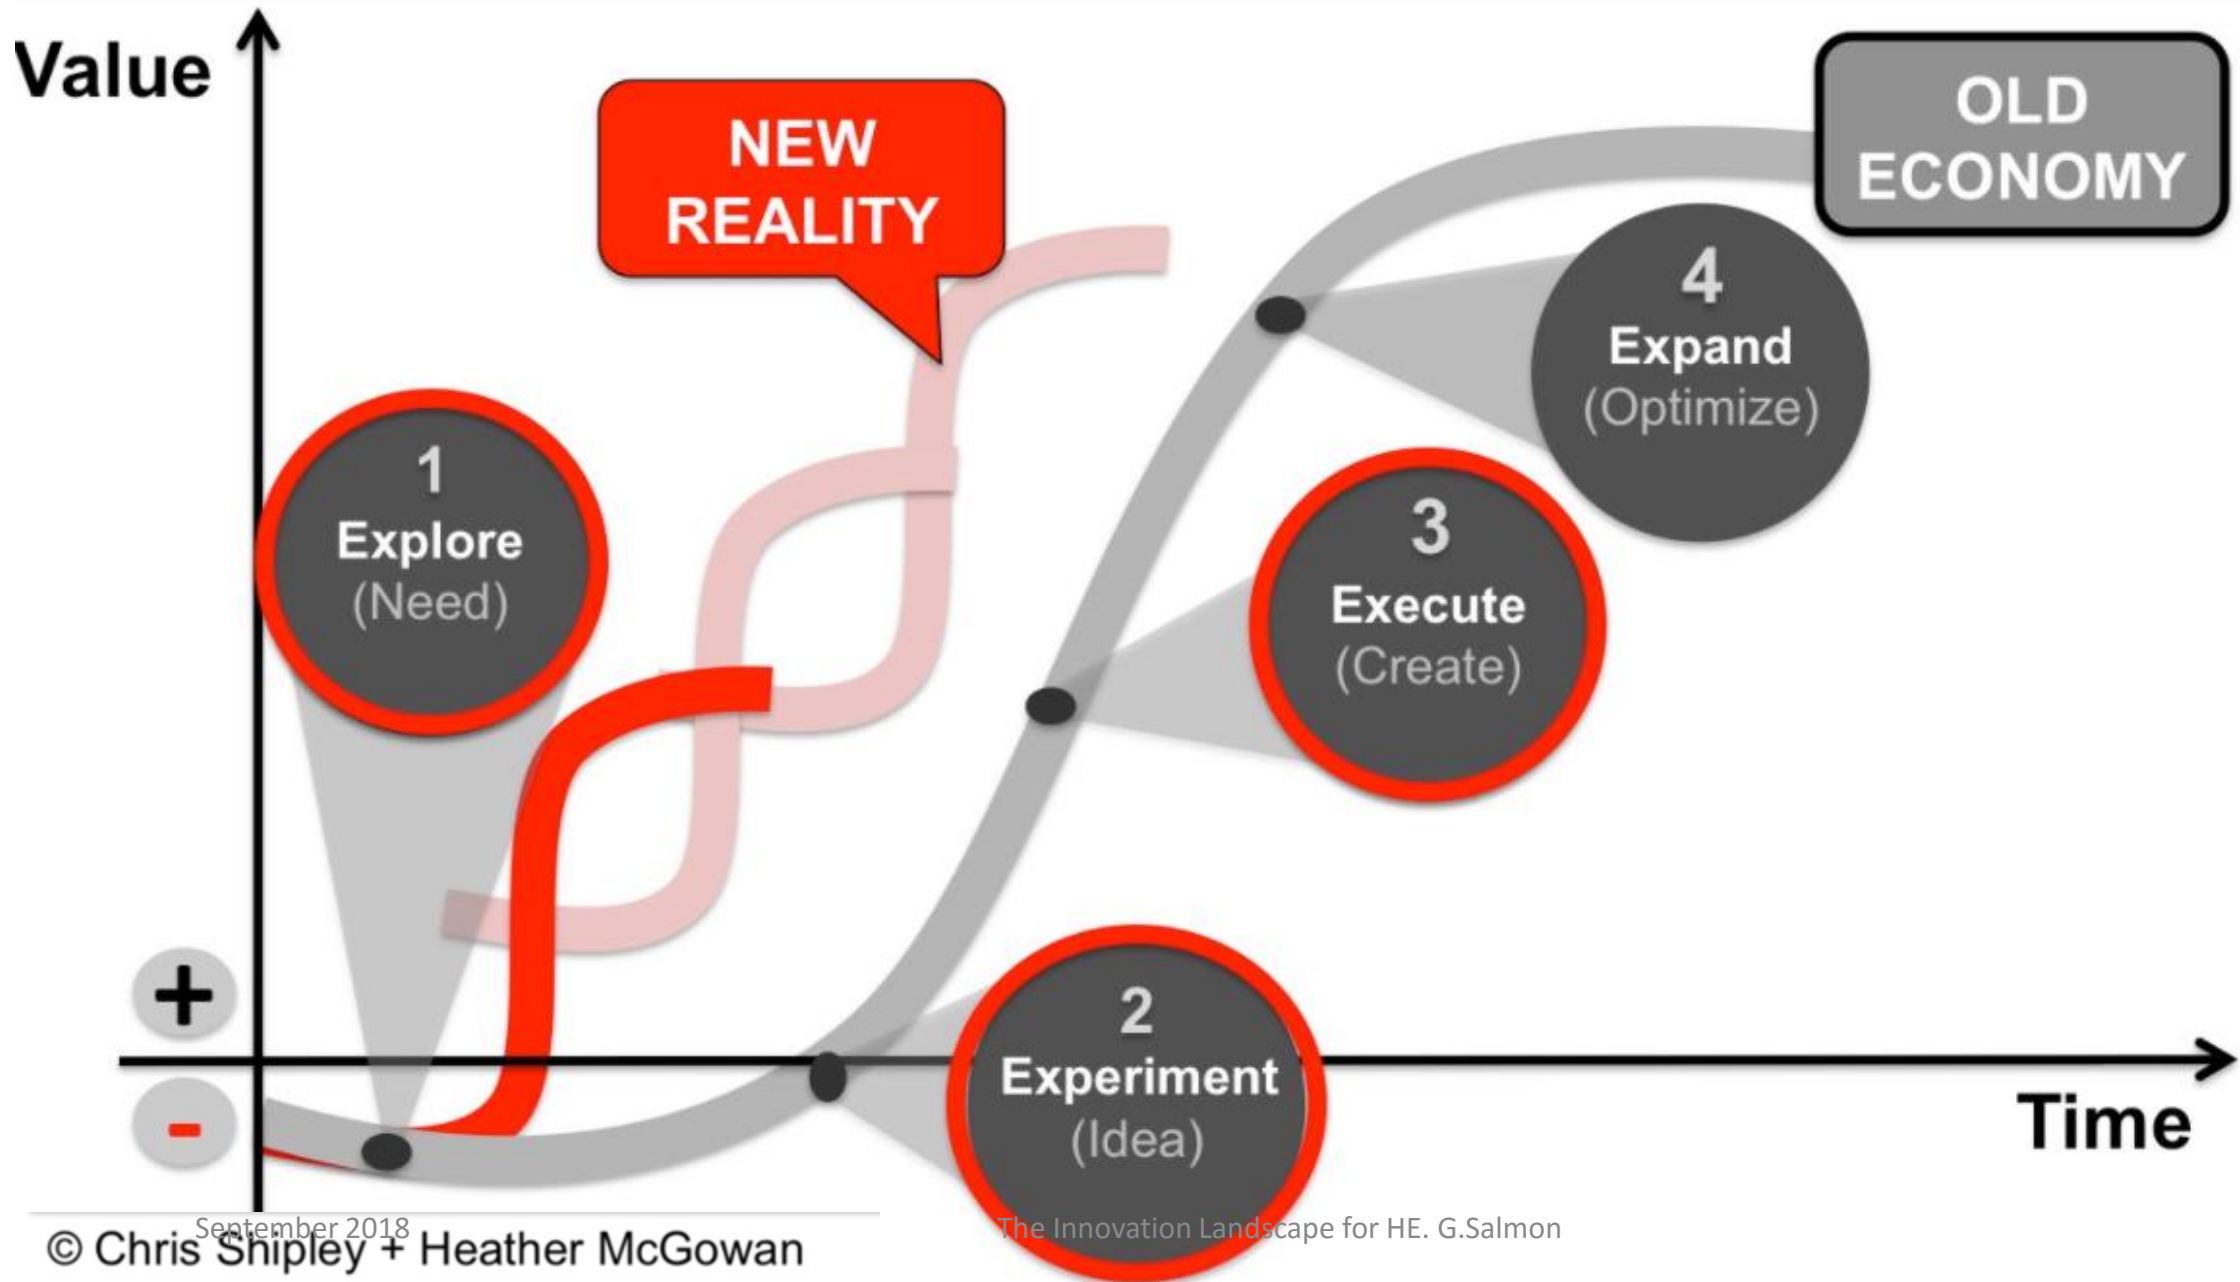 Value
NEW
REALITY
OLD
ECONOMY
1
Explore
(Need)
4
Expand
(Optimize)
3
Execute
(Create)
+
-
2
Experiment
(Idea)
Time
September 2018
The Innovation Landscape for HE. G.Salmon
© Chris Shipley + Heather McGowan